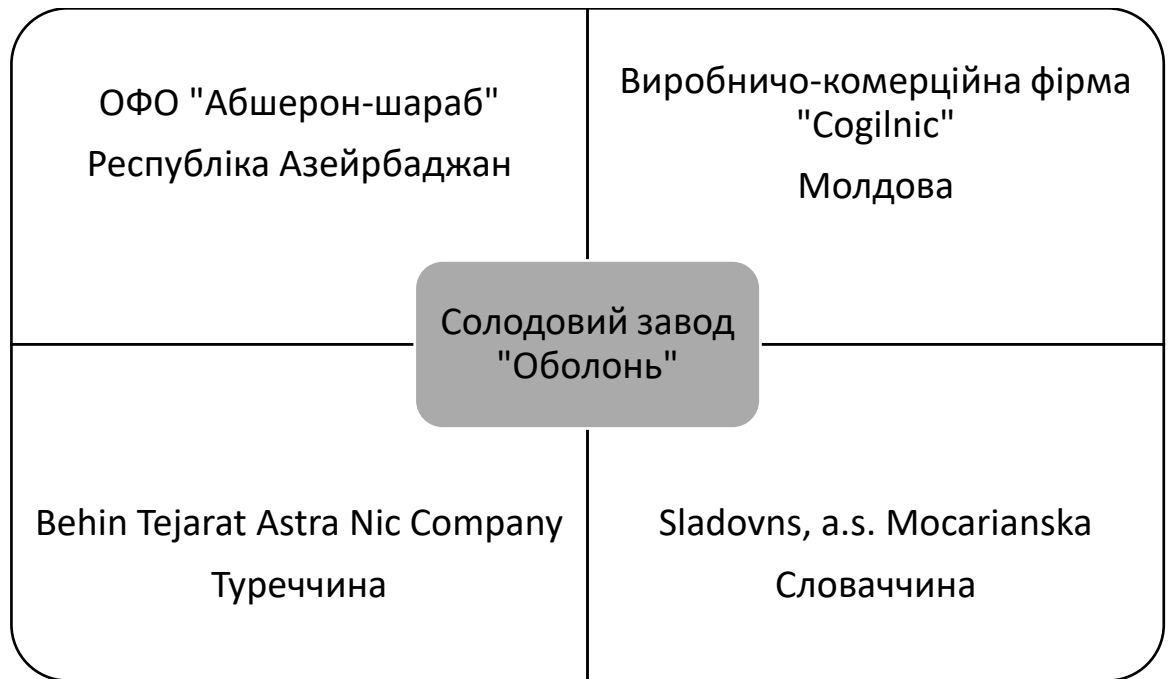 ОФО "Абшерон-шараб"
Республіка Азейрбаджан
Виробничо-комерційна фірма
"Cogilnic"
Молдова
Солодовий завод
"Оболонь"
Behin Tejarat Astra Nic Company
Туреччина
Sladovns, a.s. Mocarianska
Словаччина